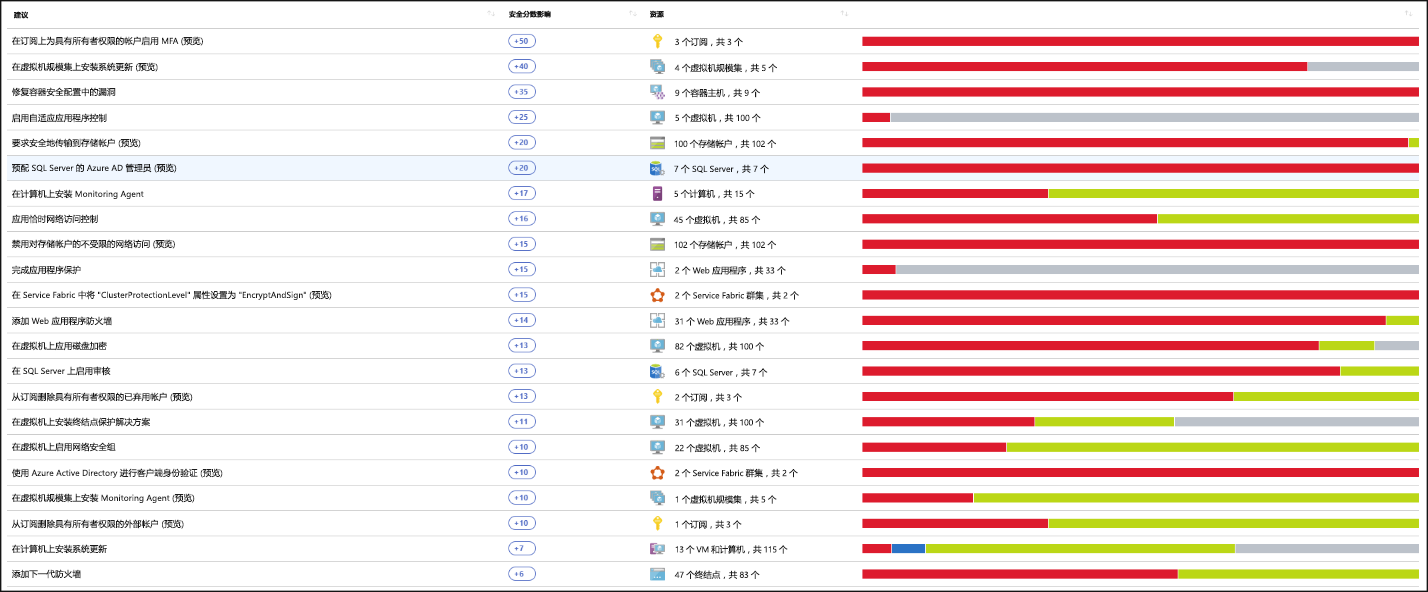 建议 安全分数影响 资源
在订阅上为具有所有者权限的帐户启用 MFA (预览) +50 3 个订阅，共 3 个
在虚拟机规模集上安装系统更新 (预览) +40 4 个虚拟机规模集，共 5 个
修复容器安全配置中的漏洞 +35 9 个容器主机，共 9 个
启用自适应应用程序控制 +25 5 个虚拟机，共 100 个
要求安全地传输到存储帐户 (预览) +20 100 个存储帐户，共 102 个
预配 SQL Server 的 Azure AD 管理员 (预览) +20 7 个 SQL Server，共 7 个
在计算机上安装 Monitoring Agent +17 5 个计算机，共 15 个
应用恰时网络访问控制 +16 45 个虚拟机，共 85 个
禁用对存储帐户的不受限的网络访问 (预览) +15 102 个存储帐户，共 102 个
完成应用程序保护 +15 2 个 Web 应用程序，共 33 个
在 Service Fabric 中将 "ClusterProtectionLevel" 属性设置为 "EncryptAndSign" (预览) +15 2 个 Service Fabric 群集，共 2 个
添加 Web 应用程序防火墙 +14 31 个 Web 应用程序，共 33 个
在虚拟机上应用磁盘加密 +13 82 个虚拟机，共 100 个
在 SQL Server 上启用审核 +13 6 个 SQL Server，共 7 个
从订阅删除具有所有者权限的已弃用帐户 (预览) +13 2 个订阅，共 3 个
在虚拟机上安装终结点保护解决方案 +11 31 个虚拟机，共 100 个
在虚拟机上启用网络安全组 +10 22 个虚拟机，共 85 个
使用 Azure Active Directory 进行客户端身份验证 (预览) +10 2 个 Service Fabric 群集，共 2 个
在虚拟机规模集上安装 Monitoring Agent (预览) +10 1 个虚拟机规模集，共 5 个
从订阅删除具有所有者权限的外部帐户 (预览) +10 1 个订阅，共 3 个
在计算机上安装系统更新 +7 13 个 VM 和计算机，共 115 个
添加下一代防火墙 +6 47 个终结点，共 83 个